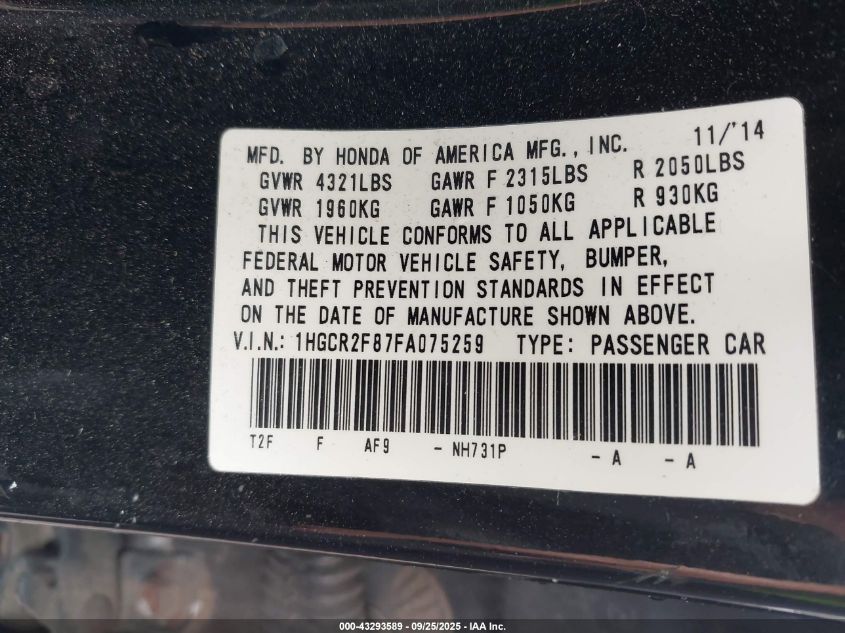 MFD. BY HONDA OF AMERICA MFG., INC. 11/'14
GVWR 4321LBS GAWR F 2315LBS R 2050LBS
GVWR 1960KG GAWR F 1050KG R 930KG
THIS VEHICLE CONFORMS TO ALL APPLICABLE
FEDERAL MOTOR VEHICLE SAFETY, BUMPER,
AND THEFT PREVENTION STANDARDS IN EFFECT
ON THE DATE OF MANUFACTURE SHOWN ABOVE.
V.I.N.: 1HGCR2F87FA075259 TYPE: PASSENGER CAR
T2F F AF9 - NH731P - A - A
000-43293589 - 09/25/2025 - IAA Inc.